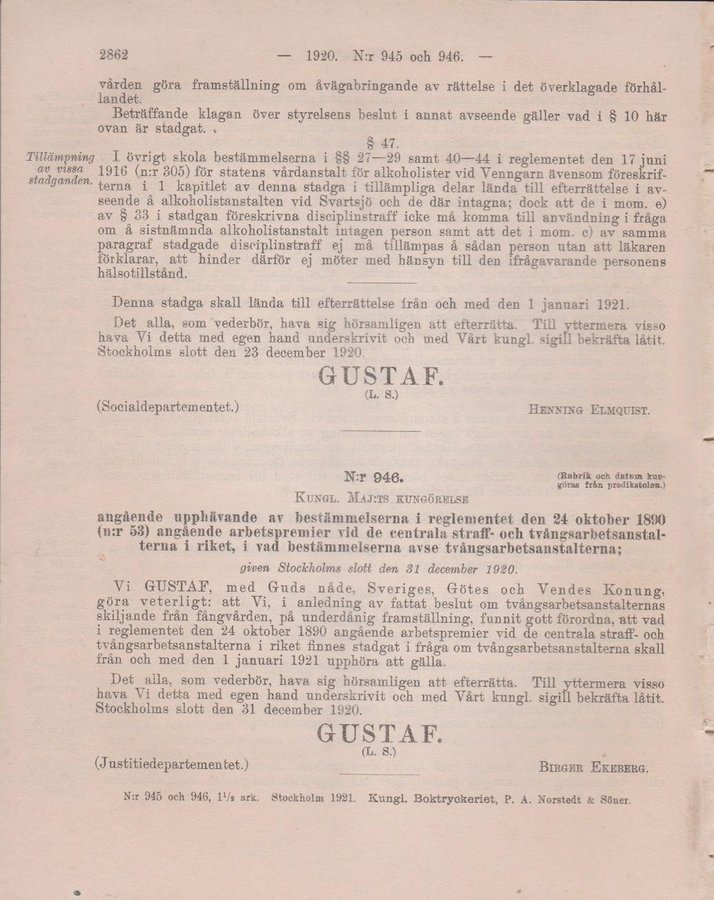 2862 — 1920. N:r 945 och 946. —
vården göra framställning om åvägabringande av rättelse i det överklagade förhål-
landet.
Beträffande klagan över styrelsens beslut i annat avseende gäller vad i § 10 här
ovan är stadgat.
§ 47.
Tillämpning
av vissa
stadganden.
I övrigt skola bestämmelserna i §§ 27—29 samt 40—44 i reglementet den 17 juni
1916 (n:r 305) för statens vårdanstalt för alkoholister vid Venngarn ävensom föreskrif-
terna i 1 kapitlet av denna stadga i tillämpliga delar lända till efterrättelse i av-
seende å alkoholistanstalten vid Svartsjö och de där intagna; dock att de i mom. e)
av § 33 i stadgan föreskrivna disciplinstraff icke må komma till användning i fråga
om å sistnämnda alkoholistanstalt intagen person samt att det i mom. c) av samma
paragraf stadgade disciplinstraff ej må tillämpas å sådan person utan att läkaren
förklarar, att hinder därför ej möter med hänsyn till den ifrågavarande personens
hälsotillstånd.
Denna stadga skall lända till efterrättelse från och med den 1 januari 1921.
Det alla, som vederbör, hava sig hörsamligen att efterrätta. Till yttermera visso
hava Vi detta med egen hand underskrivit och med Vårt kungl. sigill bekräfta låtit.
Stockholms slott den 23 december 1920.
GUSTAF.
(L. S.)
(Socialdepartementet.)
HENNING ELMQUIST.
N:r 946.
(Rubrik och datum kun-
göras från predikstolen.)
KUNGL. MAJ:TS KUNGÖRELSE
angående upphävande av bestämmelserna i reglementet den 24 oktober 1890
(n:r 53) angående arbetspremier vid de centrala straff- och tvångsarbetsanstal-
terna i riket, i vad bestämmelserna avse tvångsarbetsanstalterna;
given Stockholms slott den 31 december 1920.
Vi GUSTAF, med Guds nåde, Sveriges, Götes och Vendes Konung,
göra veterligt: att Vi, i anledning av fattat beslut om tvångsarbetsanstalternas
skiljande från fångvården, på underdånig framställning, funnit gott förordna, att vad
i reglementet den 24 oktober 1890 angående arbetspremier vid de centrala straff- och
tvångsarbetsanstalterna i riket finnes stadgat i fråga om tvångsarbetsanstalterna skall
från och med den 1 januari 1921 upphöra att gälla.
Det alla, som vederbör, hava sig hörsamligen att efterrätta. Till yttermera visso
hava Vi detta med egen hand underskrivit och med Vårt kungl. sigill bekräfta låtit.
Stockholms slott den 31 december 1920.
GUSTAF.
(L. S.)
(Justitiedepartementet.)
BIRGER EKEBERG.
N:r 945 och 946, 1¹/₂ ark. Stockholm 1921. Kungl. Boktryckeriet, P. A. Norstedt & Söner.